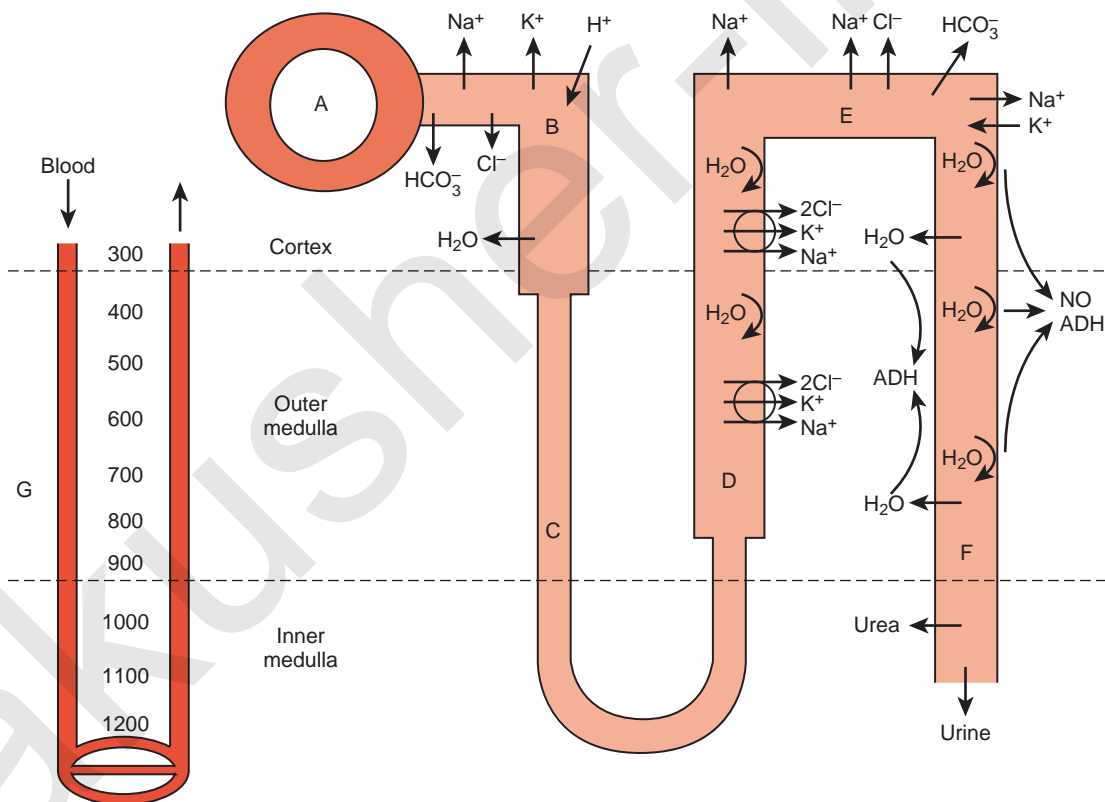 Na⁺
K⁺
H⁺
Na⁺
Na⁺ Cl⁻
HCO₃⁻
A
B
E
Na⁺
K⁺
HCO₃⁻
Cl⁻
H₂O
H₂O
Blood
2Cl⁻
K⁺
Na⁺
H₂O
H₂O
Cortex
300
400
500
600
700
800
900
1000
1100
1200
G
Outer
medulla
Inner
medulla
C
D
H₂O
2Cl⁻
K⁺
Na⁺
H₂O
NO
ADH
ADH
H₂O
H₂O
F
Urea
Urine